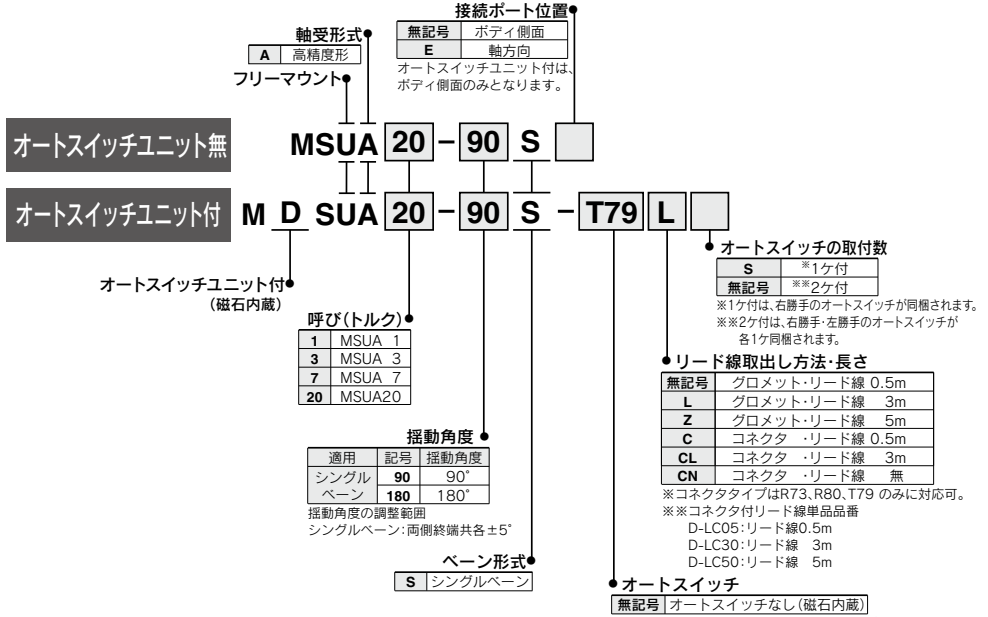 接続ポート位置
無記号 ボディ側面
E 軸方向
オートスイッチユニット付は、
ボディ側面のみとなります。
軸受形式
A 高精度形
フリーマウント
オートスイッチユニット無 MSUA 20 - 90 S
オートスイッチユニット付 M D SUA 20 - 90 S - T79 L
オートスイッチユニット付
(磁石内蔵)
呼び(トルク)
1 MSUA 1
3 MSUA 3
7 MSUA 7
20 MSUA20
揺動角度
適用 記号 揺動角度
シングル
ベーン
90 90°
180 180°
揺動角度の調整範囲
シングルベーン:両側終端共各±5°
ベーン形式
S シングルベーン
オートスイッチの取付数
S ※1ケ付
無記号 ※※2ケ付
※1ケ付は、右勝手のオートスイッチが同梱されます。
※※2ケ付は、右勝手・左勝手のオートスイッチが
各1ケ同梱されます。
リード線取出し方法・長さ
無記号 グロメット・リード線 0.5m
L グロメット・リード線 3m
Z グロメット・リード線 5m
C コネクタ ・リード線 0.5m
CL コネクタ ・リード線 3m
CN コネクタ ・リード線 無
※コネクタタイプはR73、R80、T79 のみに対応可。
※※コネクタ付リード線単品品番
D-LC05:リード線0.5m
D-LC30:リード線 3m
D-LC50:リード線 5m
オートスイッチ
無記号 オートスイッチなし(磁石内蔵)